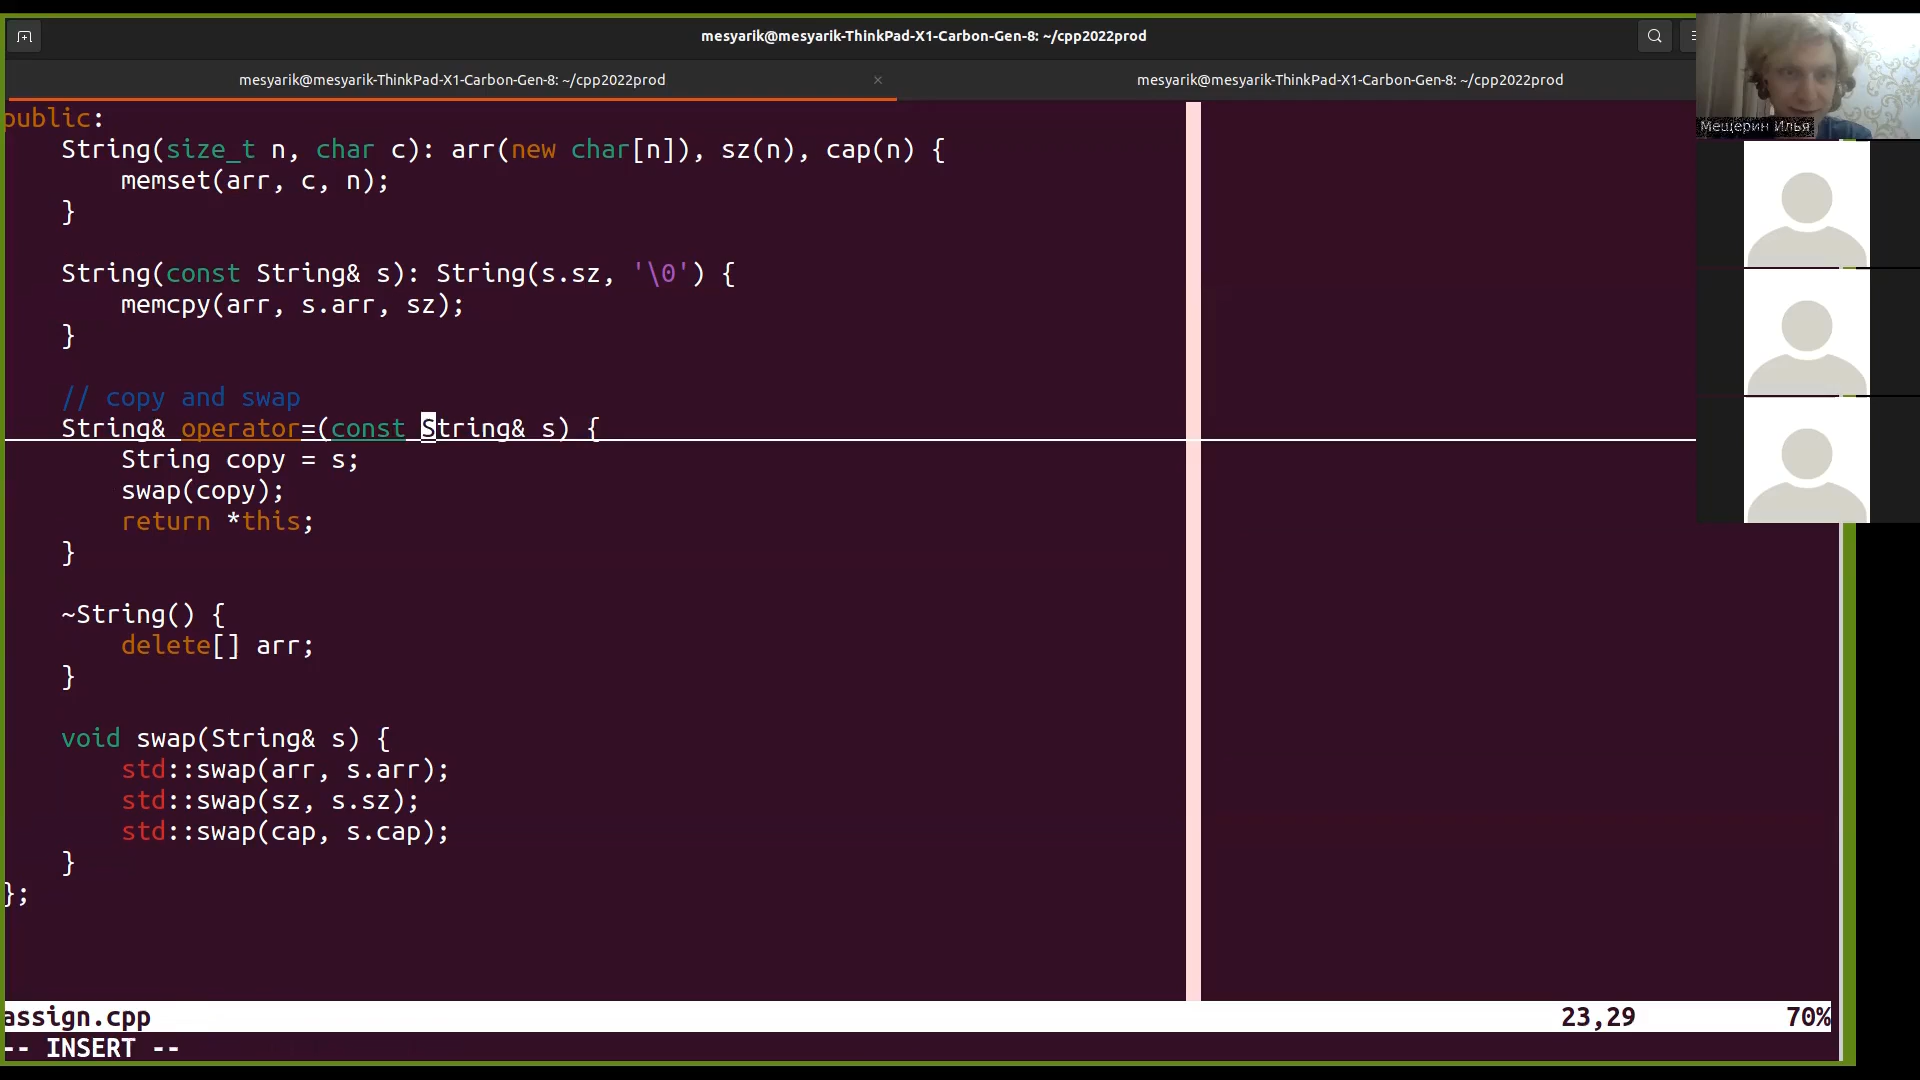 mesyarik@mesyarik-ThinkPad-X1-Carbon-Gen-8: ~/cpp2022prod
mesyarik@mesyarik-ThinkPad-X1-Carbon-Gen-8: ~/cpp2022prod
mesyarik@mesyarik-ThinkPad-X1-Carbon-Gen-8: ~/cpp2022prod
Мещерин Илья
public:
    String(size_t n, char c): arr(new char[n]), sz(n), cap(n) {
        memset(arr, c, n);
    }
    String(const String& s): String(s.sz, '\0') {
        memcpy(arr, s.arr, sz);
    }
    // copy and swap
    String& operator=(const String& s) {
        String copy = s;
        swap(copy);
        return *this;
    }
    ~String() {
        delete[] arr;
    }
    void swap(String& s) {
        std::swap(arr, s.arr);
        std::swap(sz, s.sz);
        std::swap(cap, s.cap);
    }
};
assign.cpp 23,29 70%
-- INSERT --